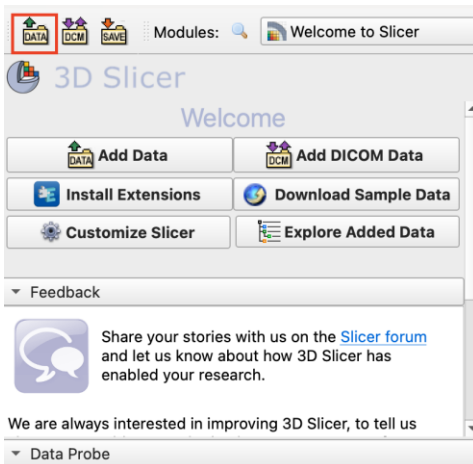 DATA DCM SAVE Modules: Welcome to Slicer
3D Slicer
Welcome
DATA Add Data DCM Add DICOM Data
Install Extensions Download Sample Data
Customize Slicer Explore Added Data
Feedback
Share your stories with us on the Slicer forum
and let us know about how 3D Slicer has
enabled your research.
We are always interested in improving 3D Slicer, to tell us
Data Probe